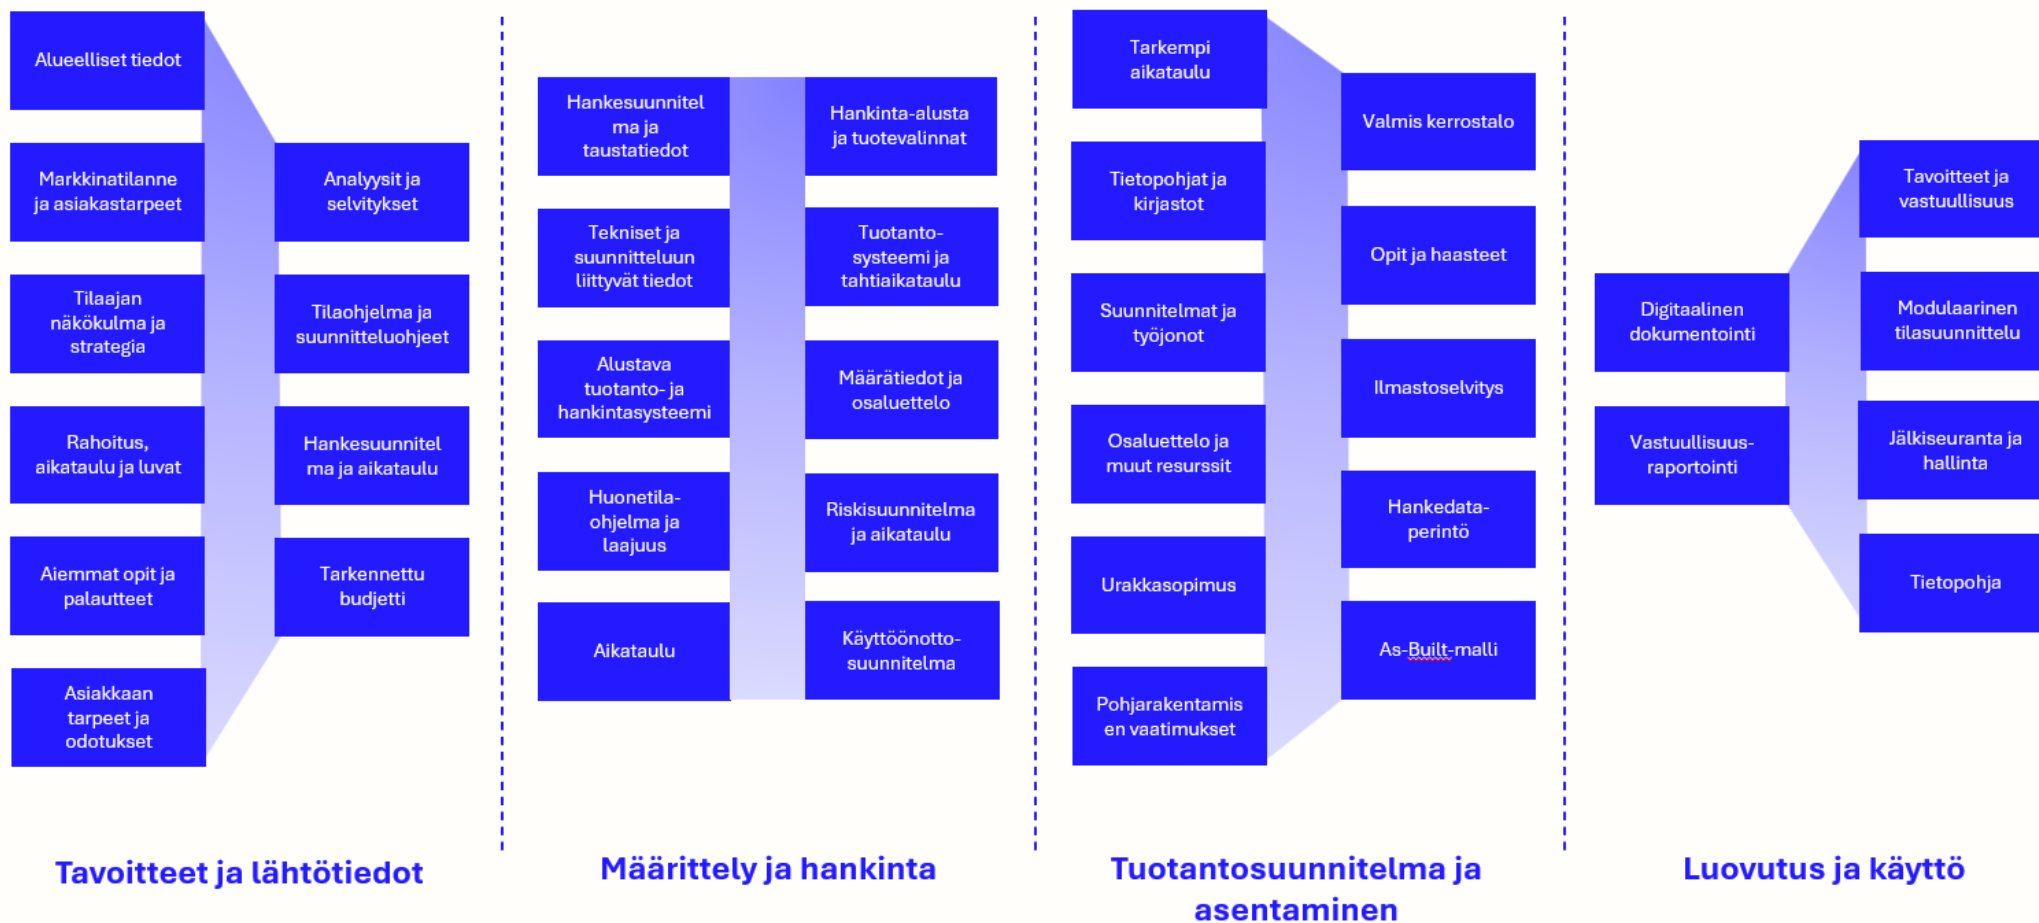 Alueelliset tiedot
Markkinatilanne
ja asiakastarpeet
Tilaajan
näkökulma ja
strategia
Rahoitus,
aikataulu ja luvat
Aiemmat opit ja
palautteet
Asiakkaan
tarpeet ja
odotukset
Analyysit ja
selvitykset
Tilaohjelma ja
suunnitteluohjeet
Hankesuunnitel
ma ja aikataulu
Tarkennettu
budjetti
Tavoitteet ja lähtötiedot
Hankesuunnitel
ma ja
taustatiedot
Tekniset ja
suunnitteluun
liittyvät tiedot
Alustava
tuotanto- ja
hankintasysteemi
Huonetila-
ohjelma ja
laajuus
Aikataulu
Hankinta-alusta
ja tuotevalinnat
Tuotanto-
systeemi ja
tahtiaikataulu
Määrätiedot ja
osaluettelo
Riskisuunnitelma
ja aikataulu
Käyttöönotto-
suunnitelma
Määrittely ja hankinta
Tarkempi
aikataulu
Tietopohjat ja
kirjastot
Suunnitelmat ja
työjonot
Osaluettelo ja
muut resurssit
Urakkasopimus
Pohjarakentamis
en vaatimukset
Valmis kerrostalo
Opit ja haasteet
Ilmastoselvitys
Hankedata-
perintö
As-Built-malli
Tuotantosuunnitelma ja
asentaminen
Digitaalinen
dokumentointi
Vastuullisuus-
raportointi
Tavoitteet ja
vastuullisuus
Modulaarinen
tilasuunnittelu
Jälkiseuranta ja
hallinta
Tietopohja
Luovutus ja käyttö